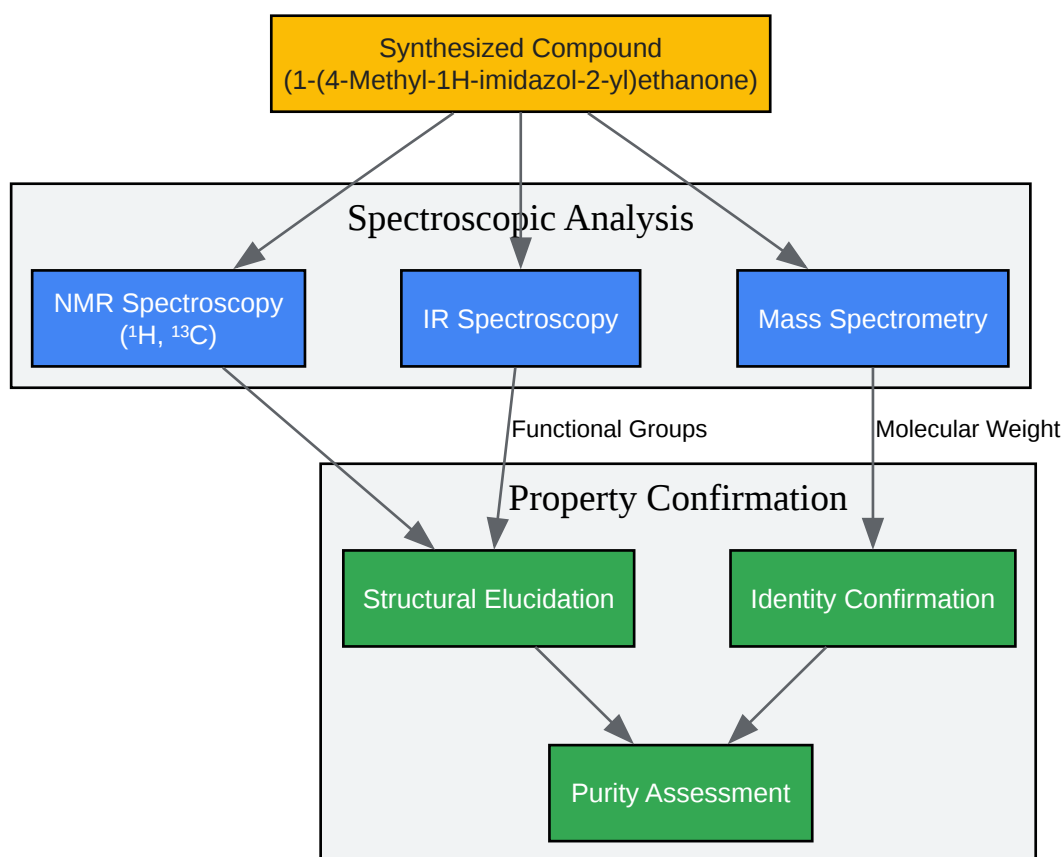 Synthesized Compound
(1-(4-Methyl-1H-imidazol-2-yl)ethanone)
Spectroscopic Analysis
NMR Spectroscopy
(¹H, ¹³C)
IR Spectroscopy
Mass Spectrometry
Functional Groups
Molecular Weight
Property Confirmation
Structural Elucidation
Identity Confirmation
Purity Assessment